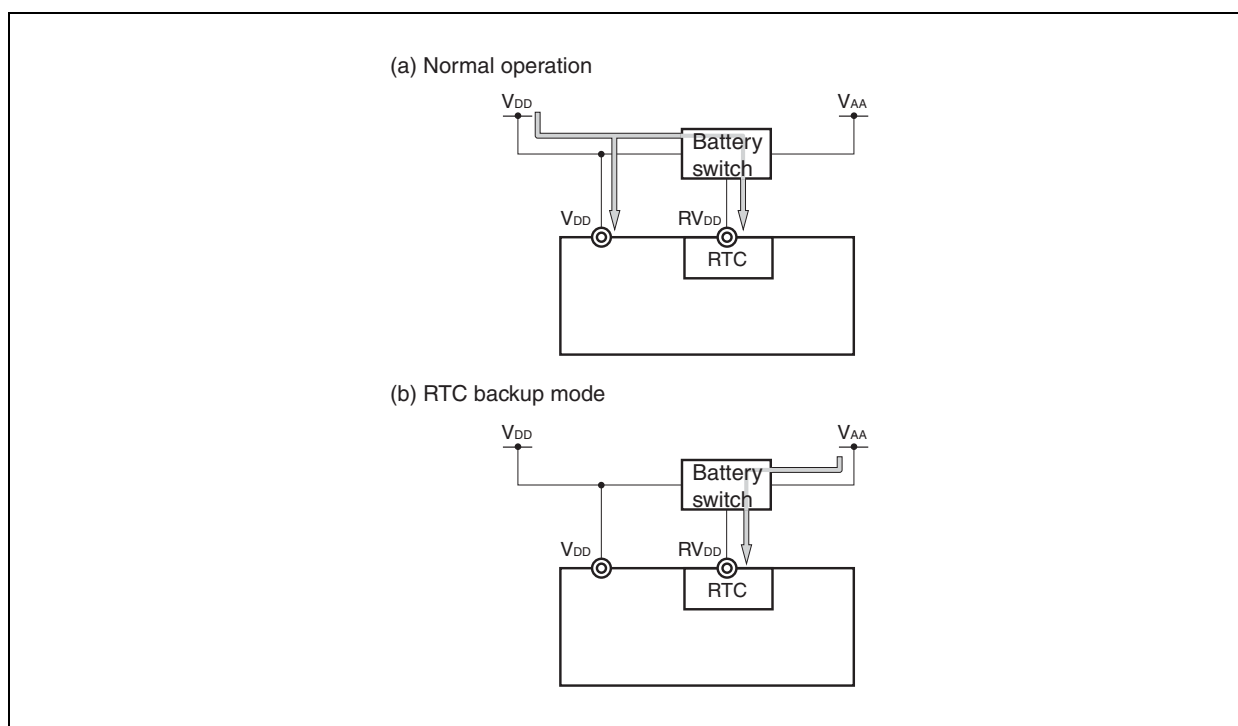 (a) Normal operation
VDD
VAA
Battery
switch
VDD
RVDD
RTC
(b) RTC backup mode
VDD
VAA
Battery
switch
VDD
RVDD
RTC